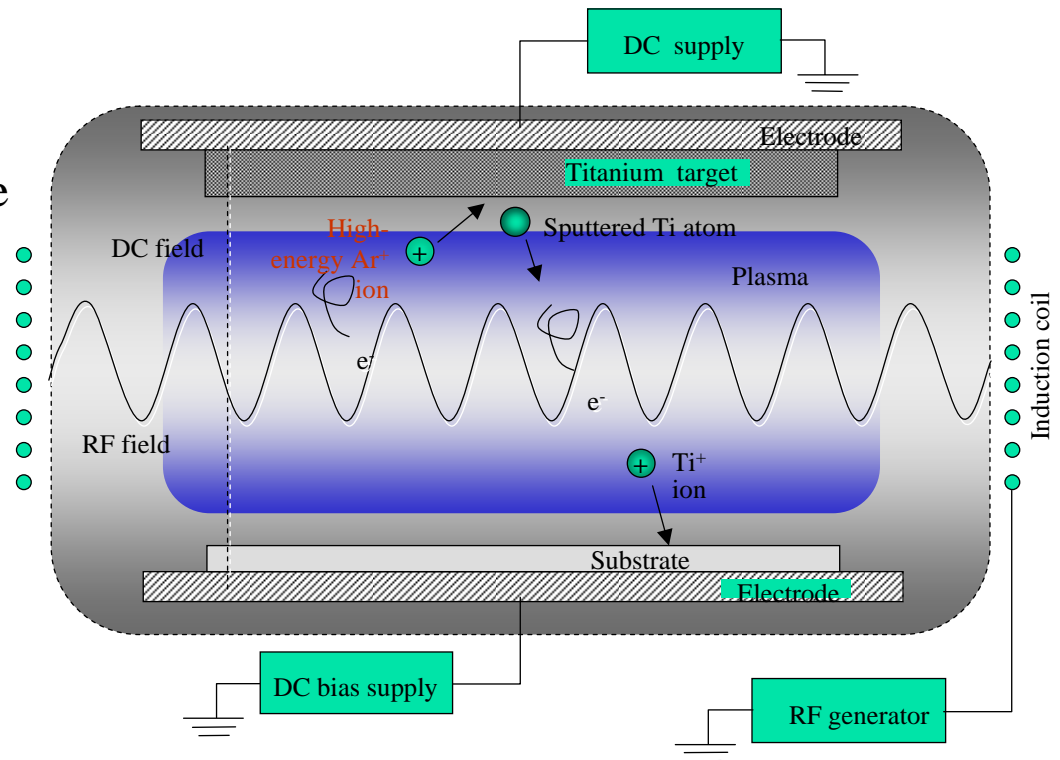 DC supply
Electrode
Titanium target
e
High-
energy Ar⁺
ion
Sputtered Ti atom
DC field
+
Plasma
Induction coil
e-
e-
RF field
+
Ti⁺
ion
Substrate
Electrode
DC bias supply
RF generator